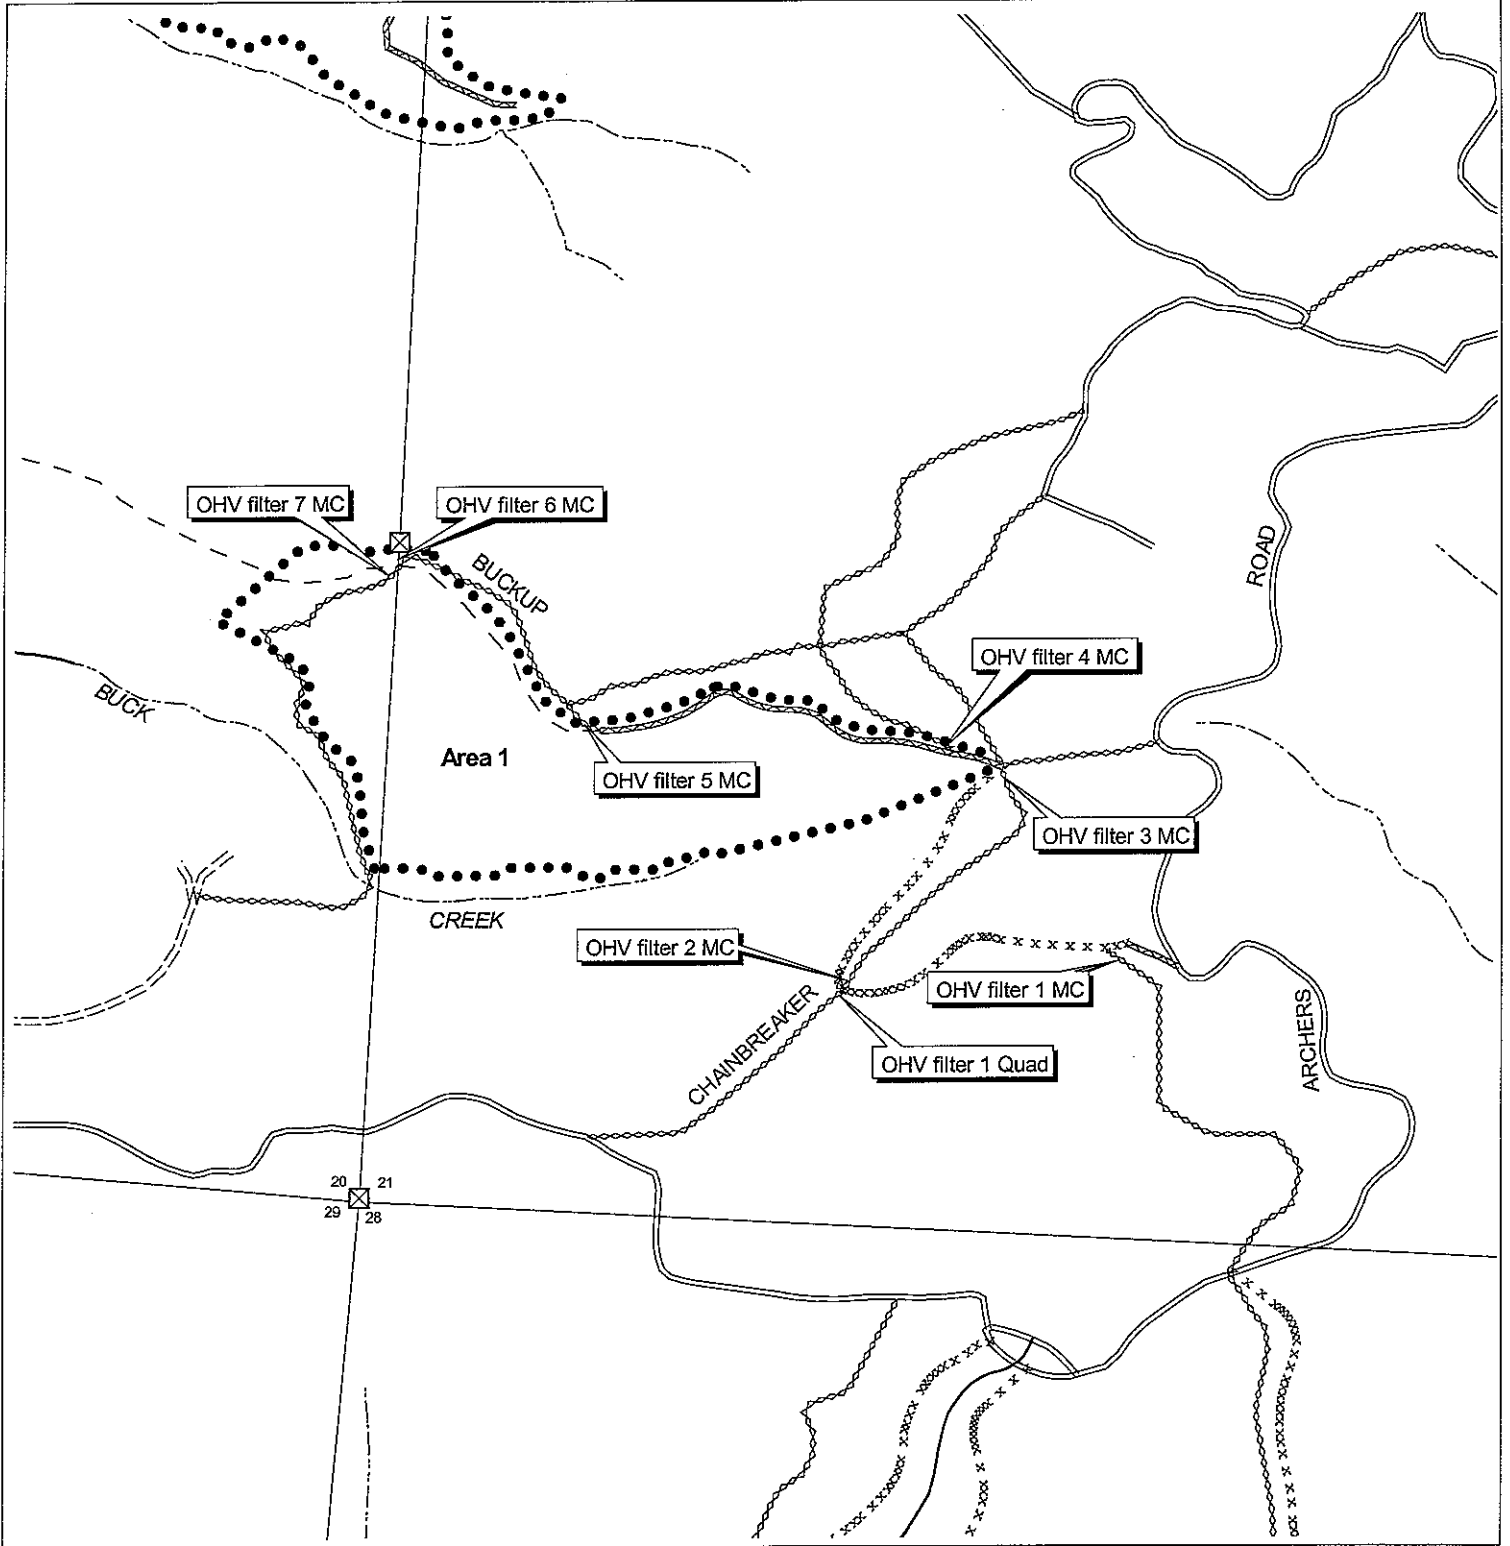 OHV filter 7 MC
OHV filter 6 MC
BUCKUP
ROAD
OHV filter 4 MC
BUCK
Area 1
OHV filter 5 MC
OHV filter 3 MC
CREEK
OHV filter 2 MC
OHV filter 1 MC
CHAINBREAKER
ARCHERS
OHV filter 1 Quad
20 21
29 28